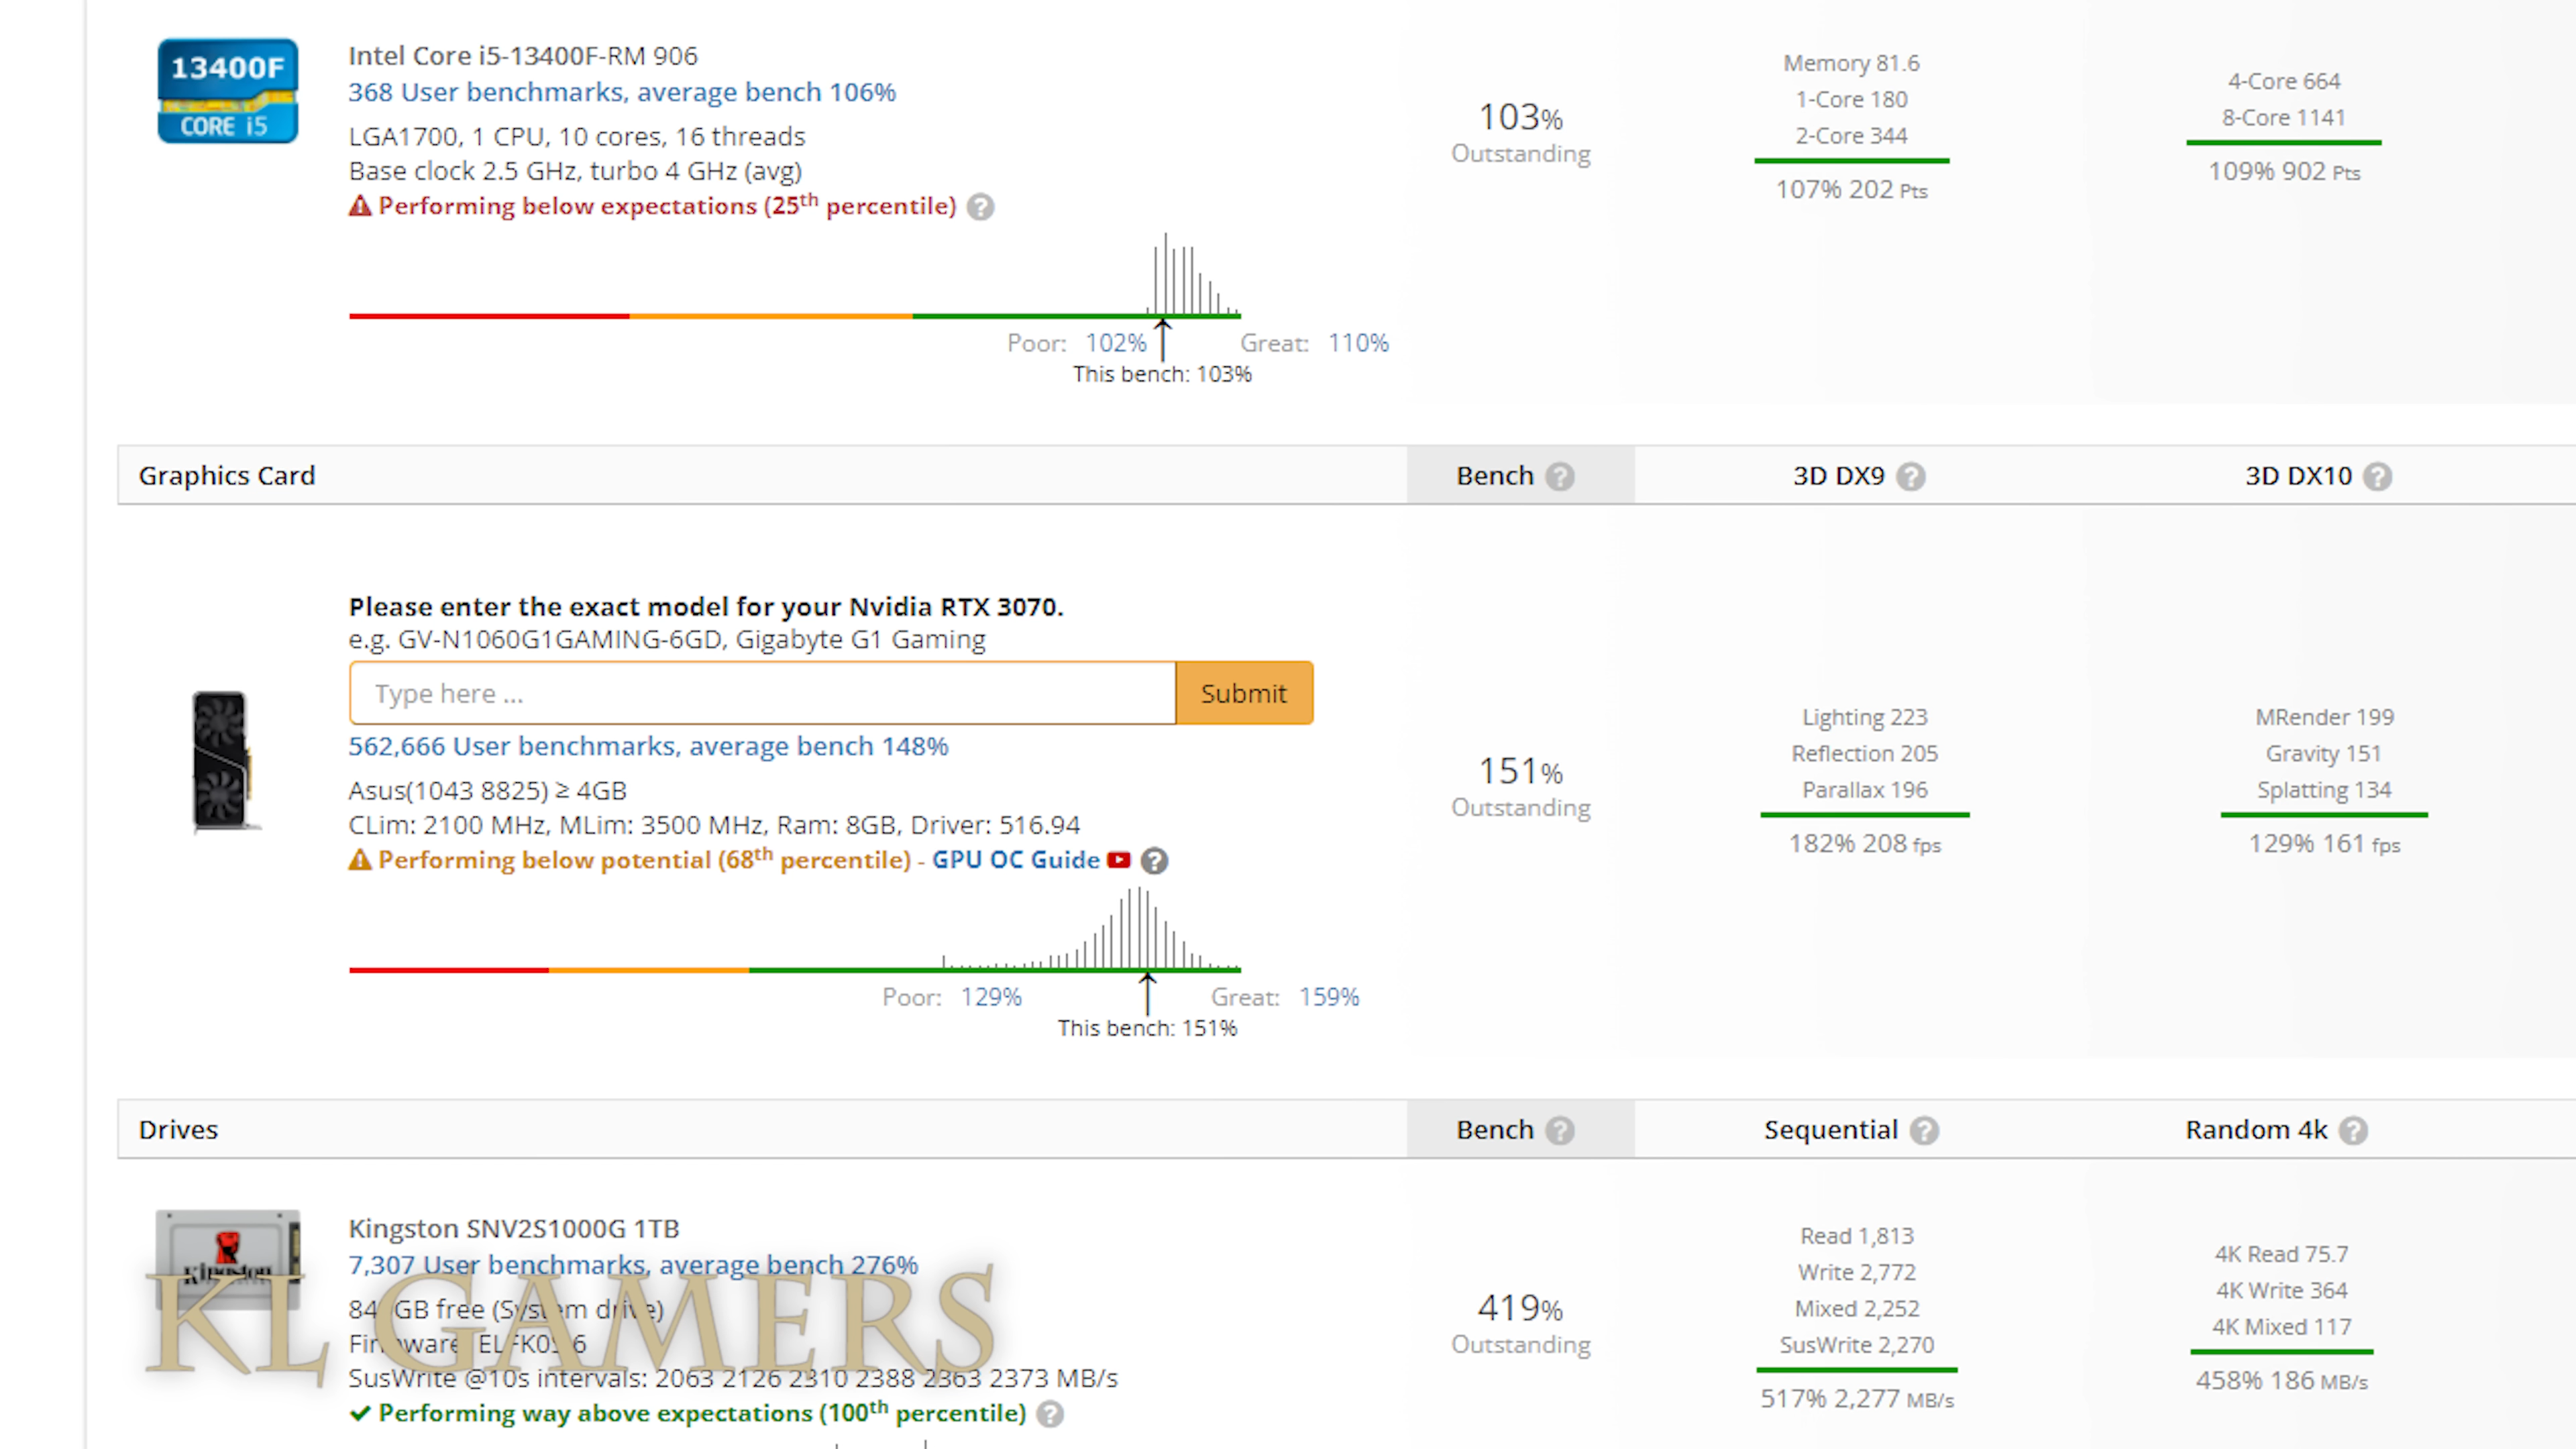 13400F
CORE i5
Intel Core i5-13400F-RM 906
368 User benchmarks, average bench 106%
LGA1700, 1 CPU, 10 cores, 16 threads
Base clock 2.5 GHz, turbo 4 GHz (avg)
Performing below expectations (25th percentile) ?
Poor: 102% Great: 110%
This bench: 103%
103%
Outstanding
Memory 81.6
1-Core 180
2-Core 344
107% 202 Pts
4-Core 664
8-Core 1141
109% 902 Pts
Graphics Card Bench ? 3D DX9 ? 3D DX10 ?
Please enter the exact model for your Nvidia RTX 3070.
e.g. GV-N1060G1GAMING-6GD, Gigabyte G1 Gaming
Type here ... Submit
562,666 User benchmarks, average bench 148%
Asus(1043 8825) ≥ 4GB
CLim: 2100 MHz, MLim: 3500 MHz, Ram: 8GB, Driver: 516.94
Performing below potential (68th percentile) - GPU OC Guide ?
Poor: 129% Great: 159%
This bench: 151%
151%
Outstanding
Lighting 223
Reflection 205
Parallax 196
182% 208 fps
MRender 199
Gravity 151
Splatting 134
129% 161 fps
Drives Bench ? Sequential ? Random 4k ?
Kingston
Kingston SNV2S1000G 1TB
7,307 User benchmarks, average bench 276%
GB free (System drive)
Firmware:
SusWrite @10s intervals: 2063 2126 2310 2388 2363 2373 MB/s
Performing way above expectations (100th percentile) ?
KL GAMERS
419%
Outstanding
Read 1,813
Write 2,772
Mixed 2,252
SusWrite 2,270
517% 2,277 MB/s
4K Read 75.7
4K Write 364
4K Mixed 117
458% 186 MB/s